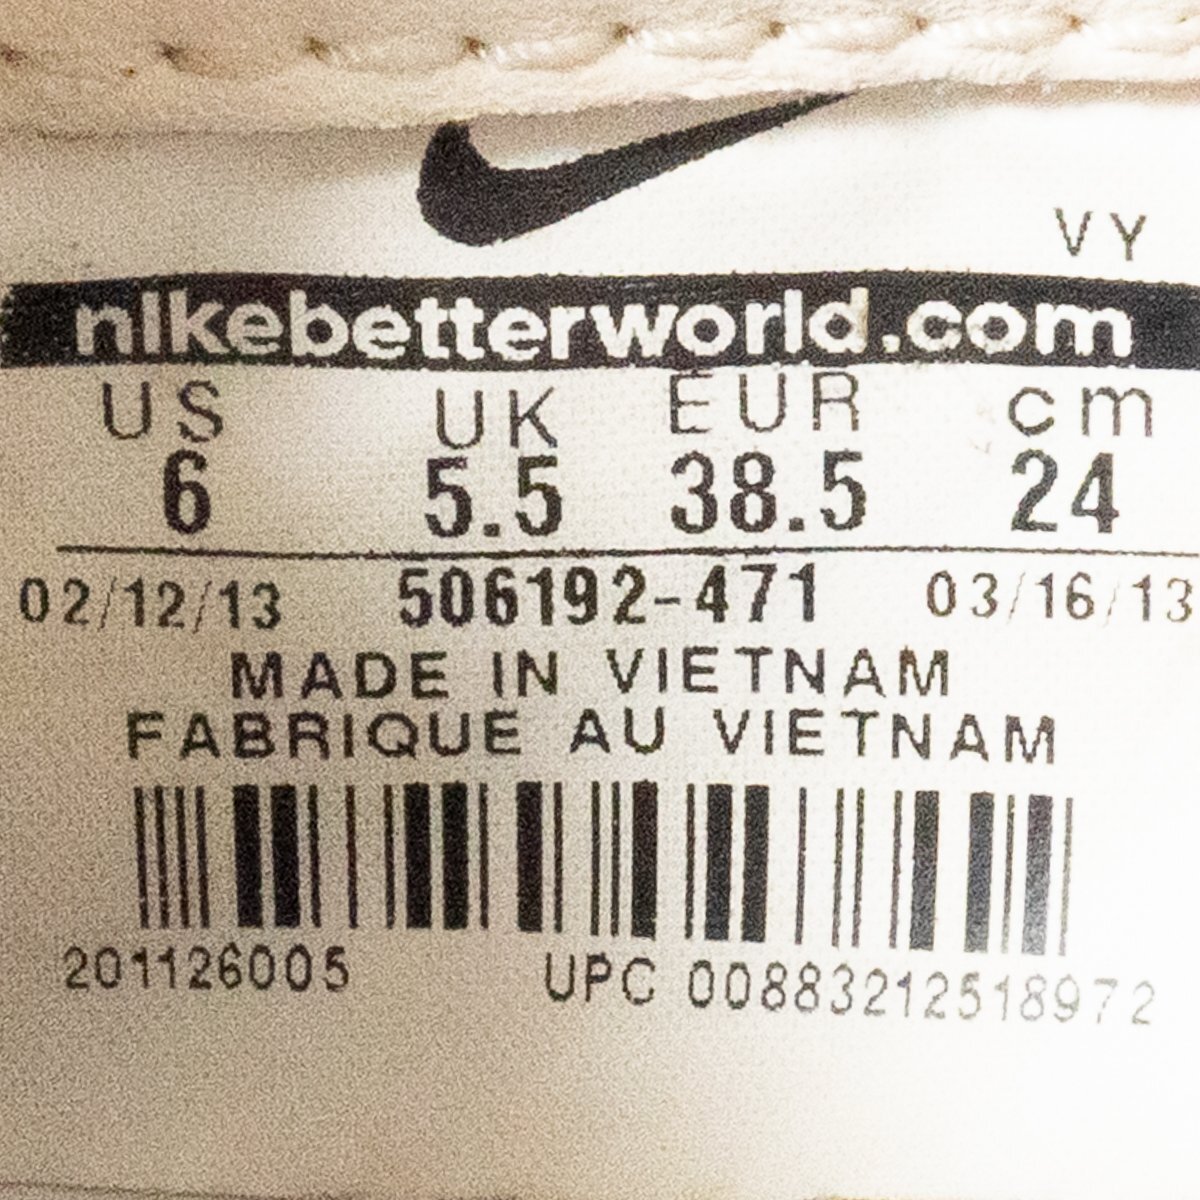 VY
nikebetterworld.com
US UK EUR cm
6 5.5 38.5 24
02/12/13 506192-471 03/16/13
MADE IN VIETNAM
FABRIQUE AU VIETNAM
201126005 UPC 00883212518972